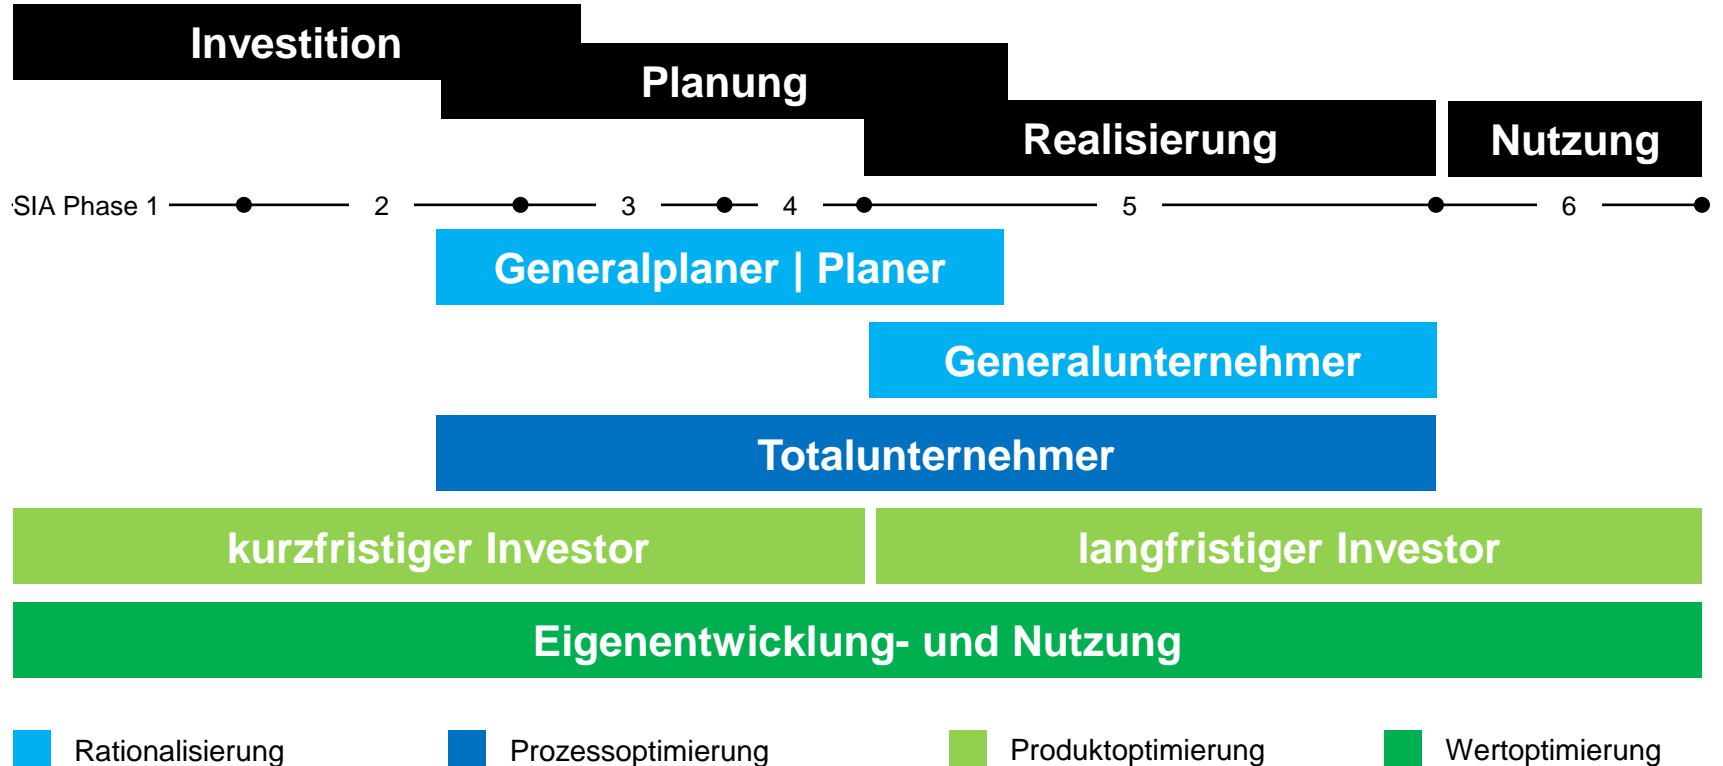 Investition
Planung
Realisierung
Nutzung
SIA Phase 1 2 3 4 5 6
Generalplaner | Planer
Generalunternehmer
Totalunternehmer
kurzfristiger Investor langfristiger Investor
Eigenentwicklung- und Nutzung
Rationalisierung Prozessoptimierung Produktoptimierung Wertoptimierung